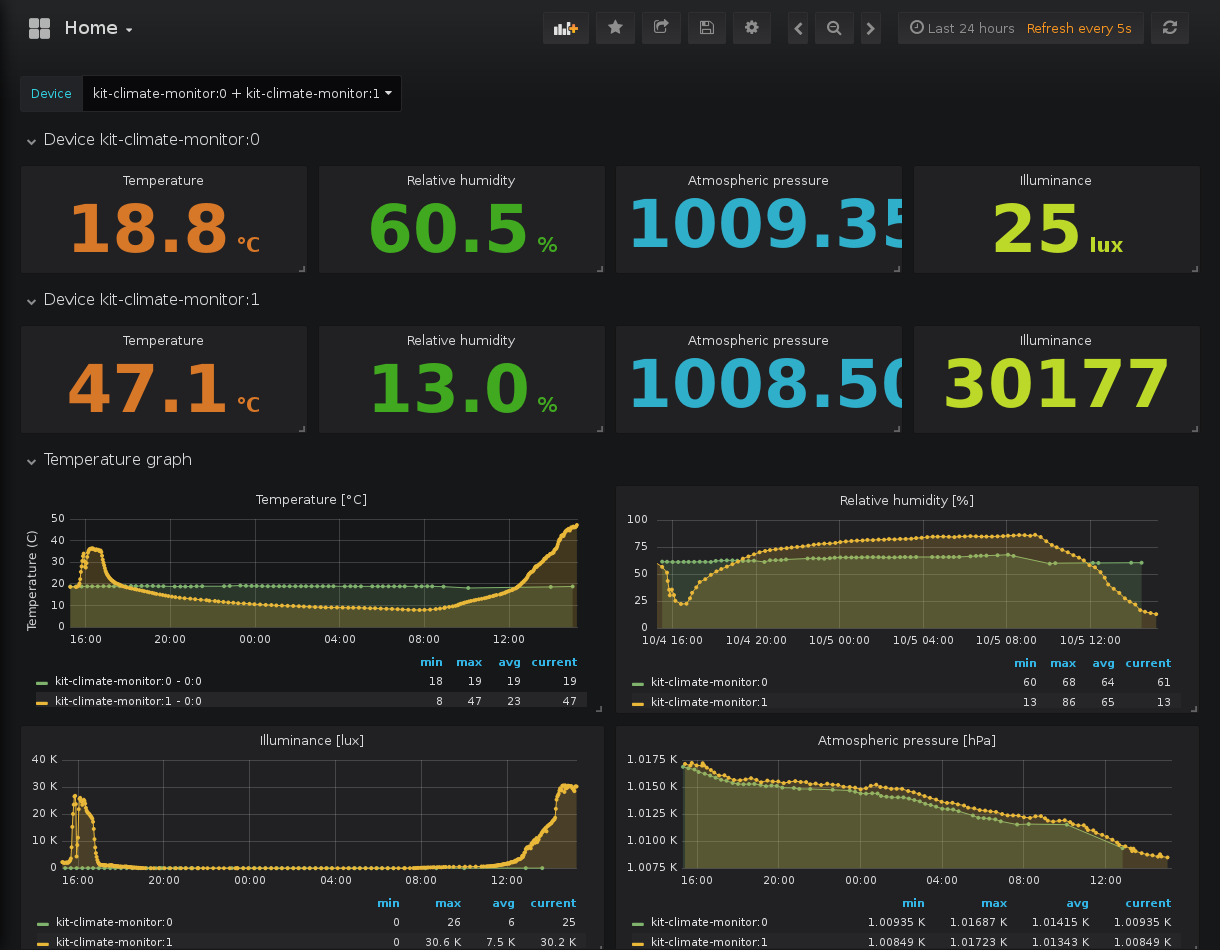 Home
Last 24 hours Refresh every 5s
Device kit-climate-monitor:0 + kit-climate-monitor:1
Device kit-climate-monitor:0
Temperature Relative humidity Atmospheric pressure Illuminance
18.8 °C 60.5 % 1009.35 25 lux
Device kit-climate-monitor:1
Temperature Relative humidity Atmospheric pressure Illuminance
47.1 °C 13.0 % 1008.50 30177
Temperature graph
Temperature [°C]
Temperature (C)
50
40
30
20
10
0
16:00 20:00 00:00 04:00 08:00 12:00
min max avg current
kit-climate-monitor:0 - 0:0 18 19 19 19
kit-climate-monitor:1 - 0:0 8 47 23 47
Relative humidity [%]
100
75
50
25
0
10/4 16:00 10/4 20:00 10/5 00:00 10/5 04:00 10/5 08:00 10/5 12:00
min max avg current
kit-climate-monitor:0 60 68 64 61
kit-climate-monitor:1 13 86 65 13
Illuminance [lux]
40 K
30 K
20 K
10 K
0
16:00 20:00 00:00 04:00 08:00 12:00
min max avg current
kit-climate-monitor:0 0 26 6 25
kit-climate-monitor:1 0 30.6 K 7.5 K 30.2 K
Atmospheric pressure [hPa]
1.0175 K
1.0150 K
1.0125 K
1.0100 K
1.0075 K
16:00 20:00 00:00 04:00 08:00 12:00
min max avg current
kit-climate-monitor:0 1.00935 K 1.01687 K 1.01415 K 1.00935 K
kit-climate-monitor:1 1.00849 K 1.01723 K 1.01343 K 1.00849 K